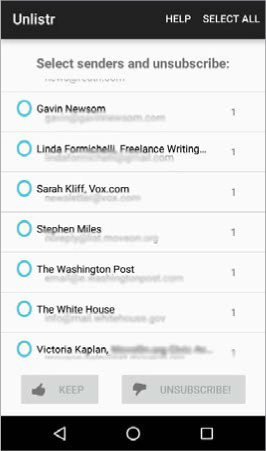 Unlistr HELP SELECT ALL
Select senders and unsubscribe:
Gavin Newsom 1
gavin@gavinnewsom.com
Linda Formichelli, Freelance Writing... 1
lindaformichelli@gmail.com
Sarah Kliff, Vox.com 1
newsletter@vox.com
Stephen Miles 1
noreply@list.moveon.org
The Washington Post 1
email@e.washingtonpost.com
The White House 1
info@mail.whitehouse.gov
Victoria Kaplan, 1
KEEP UNSUBSCRIBE!